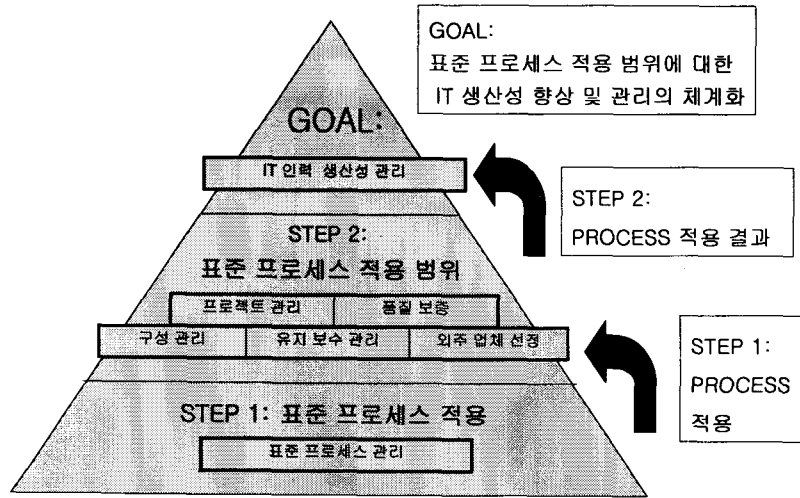 GOAL:
표준 프로세스 적용 범위에 대한
IT 생산성 향상 및 관리의 체계화
GOAL:
IT 인력 생산성 관리
STEP 2:
PROCESS 적용 결과
STEP 2:
표준 프로세스 적용 범위
프로젝트 관리 품질 보증
구성 관리 유지 보수 관리 외주 업체 선정
STEP 1:
PROCESS
적용
STEP 1: 표준 프로세스 적용
표준 프로세스 관리